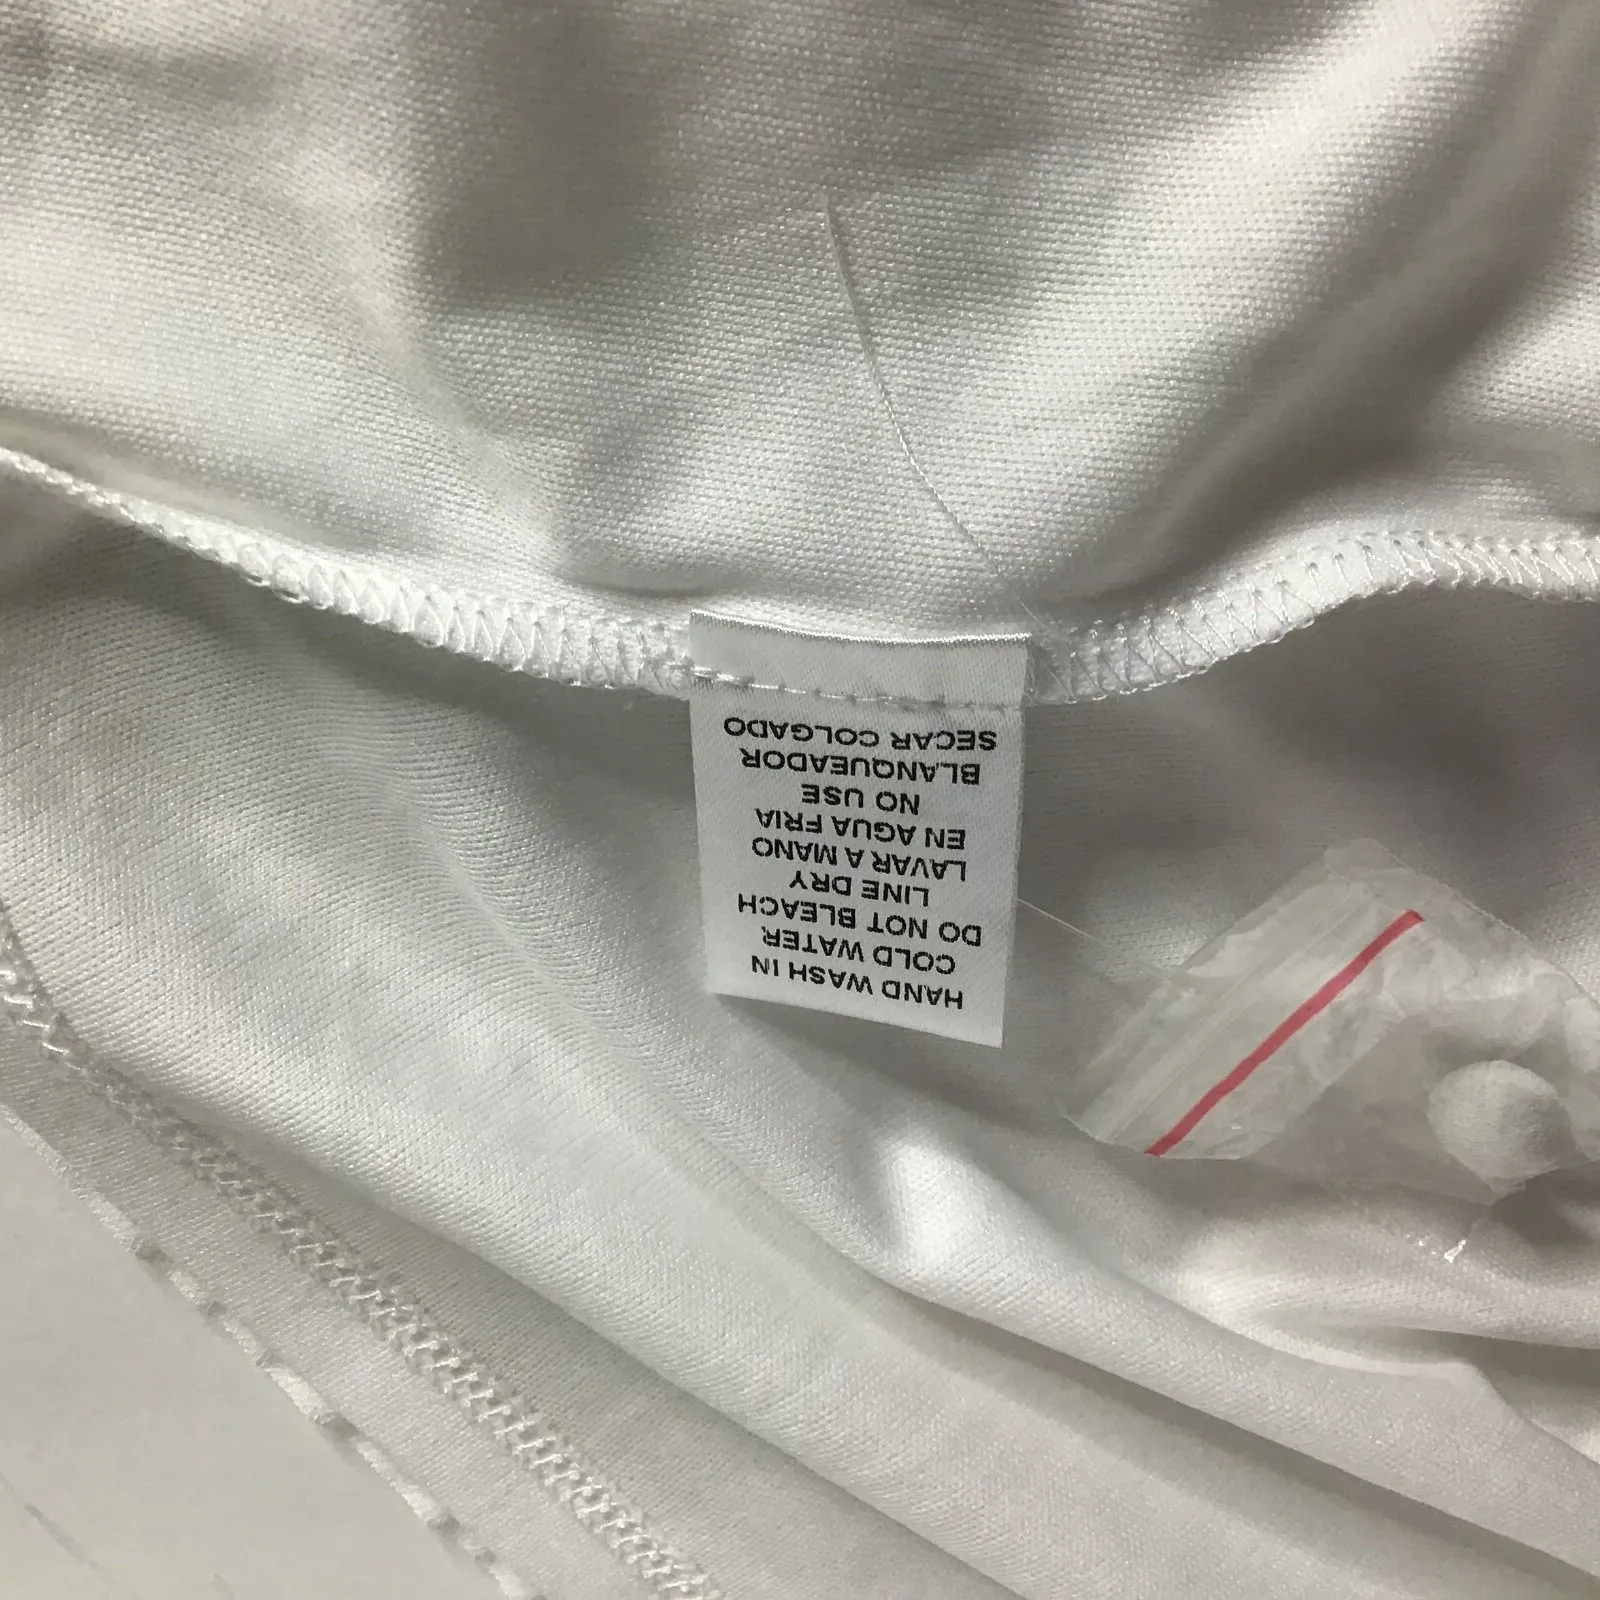 HAND WASH IN
COLD WATER
DO NOT BLEACH
LINE DRY
LAVAR A MANO
EN AGUA FRIA
NO USE
BLANQUEADOR
SECAR COLGADO